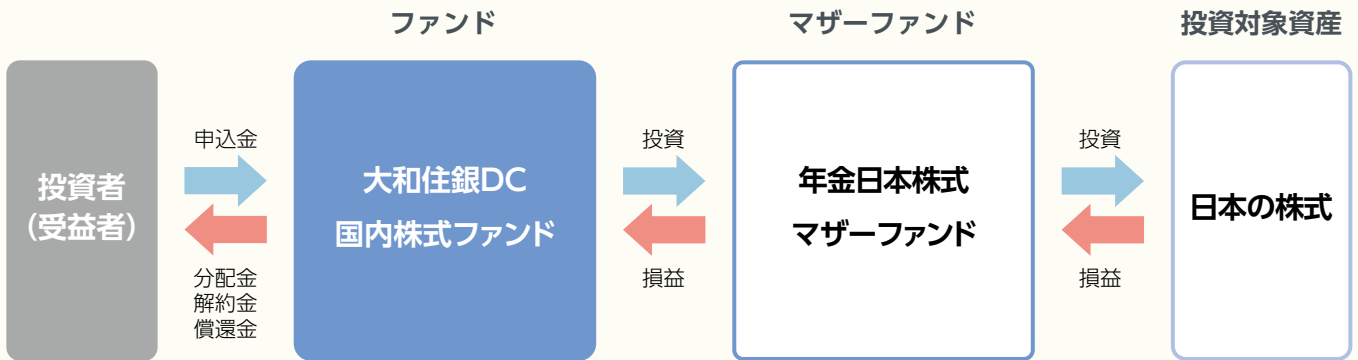 ファンド
マザーファンド
投資対象資産
投資者
(受益者)
申込金
分配金
解約金
償還金
大和住銀DC
国内株式ファンド
投資
損益
年金日本株式
マザーファンド
投資
損益
日本の株式